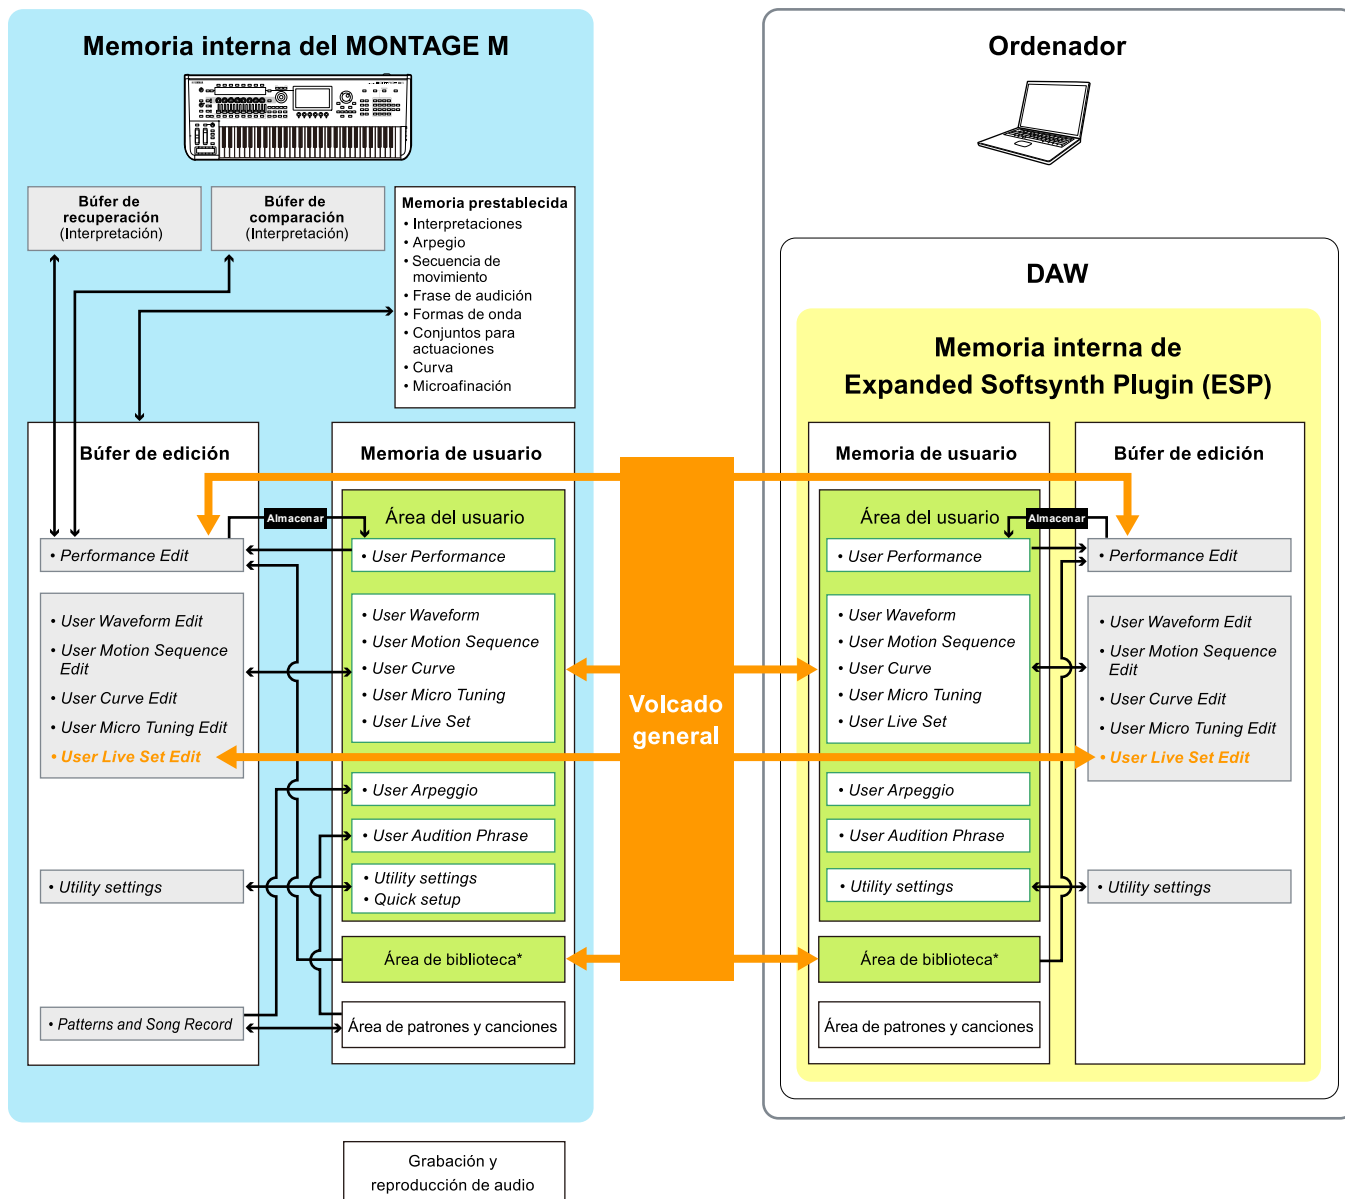 Memoria interna del MONTAGE M
Búfer de
recuperación
(Interpretación)
Búfer de
comparación
(Interpretación)
Memoria prestablecida
• Interpretaciones
• Arpegio
• Secuencia de
movimiento
• Frase de audición
• Formas de onda
• Conjuntos para
actuaciones
• Curva
• Microafinación
Búfer de edición
• Performance Edit
• User Waveform Edit
• User Motion Sequence
Edit
• User Curve Edit
• User Micro Tuning Edit
• User Live Set Edit
• Utility settings
• Patterns and Song Record
Almacenar
Memoria de usuario
Área del usuario
• User Performance
• User Waveform
• User Motion Sequence
• User Curve
• User Micro Tuning
• User Live Set
• User Arpeggio
• User Audition Phrase
• Utility settings
• Quick setup
Área de biblioteca*
Área de patrones y canciones
Grabación y
reproducción de audio
Volcado
general
Ordenador
DAW
Memoria interna de
Expanded Softsynth Plugin (ESP)
Memoria de usuario
Área del usuario
• User Performance
• User Waveform
• User Motion Sequence
• User Curve
• User Micro Tuning
• User Live Set
• User Arpeggio
• User Audition Phrase
• Utility settings
Área de biblioteca*
Área de patrones y canciones
Almacenar
Búfer de edición
• Performance Edit
• User Waveform Edit
• User Motion Sequence
Edit
• User Curve Edit
• User Micro Tuning Edit
• User Live Set Edit
• Utility settings